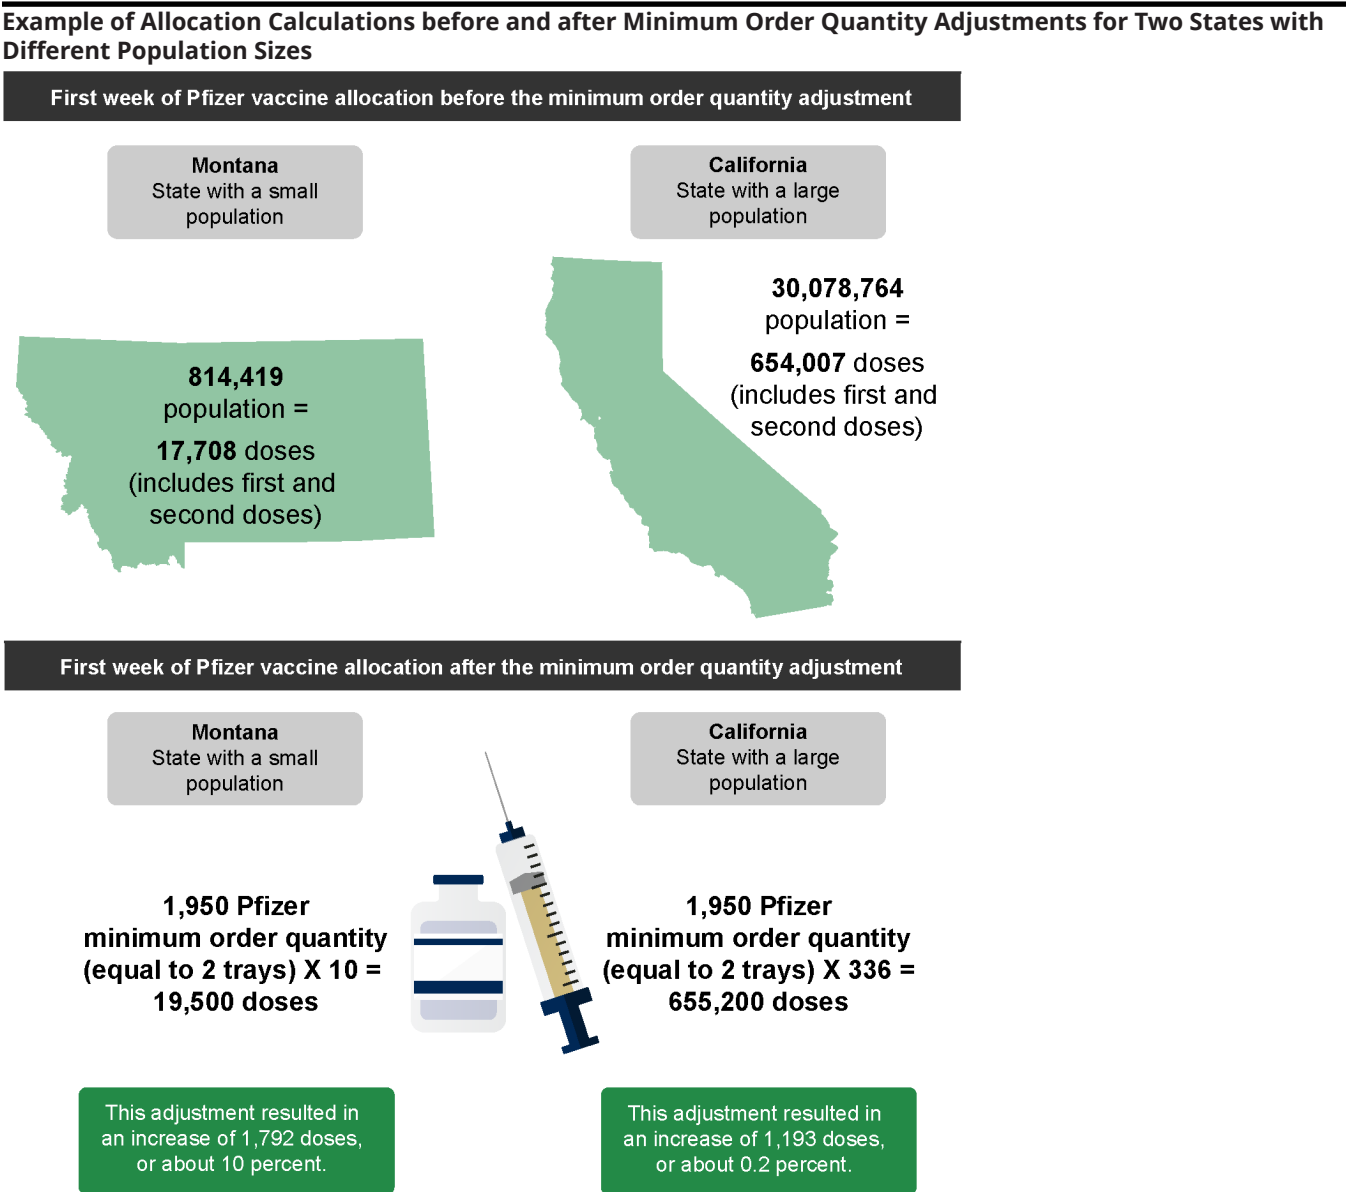 Example of Allocation Calculations before and after Minimum Order Quantity Adjustments for Two States with
Different Population Sizes
First week of Pfizer vaccine allocation before the minimum order quantity adjustment
Montana
State with a small
population
California
State with a large
population
814,419
population =
17,708 doses
(includes first and
second doses)
30,078,764
population =
654,007 doses
(includes first and
second doses)
First week of Pfizer vaccine allocation after the minimum order quantity adjustment
Montana
State with a small
population
California
State with a large
population
1,950 Pfizer
minimum order quantity
(equal to 2 trays) X 10 =
19,500 doses
1,950 Pfizer
minimum order quantity
(equal to 2 trays) X 336 =
655,200 doses
This adjustment resulted in
an increase of 1,792 doses,
or about 10 percent.
This adjustment resulted in
an increase of 1,193 doses,
or about 0.2 percent.